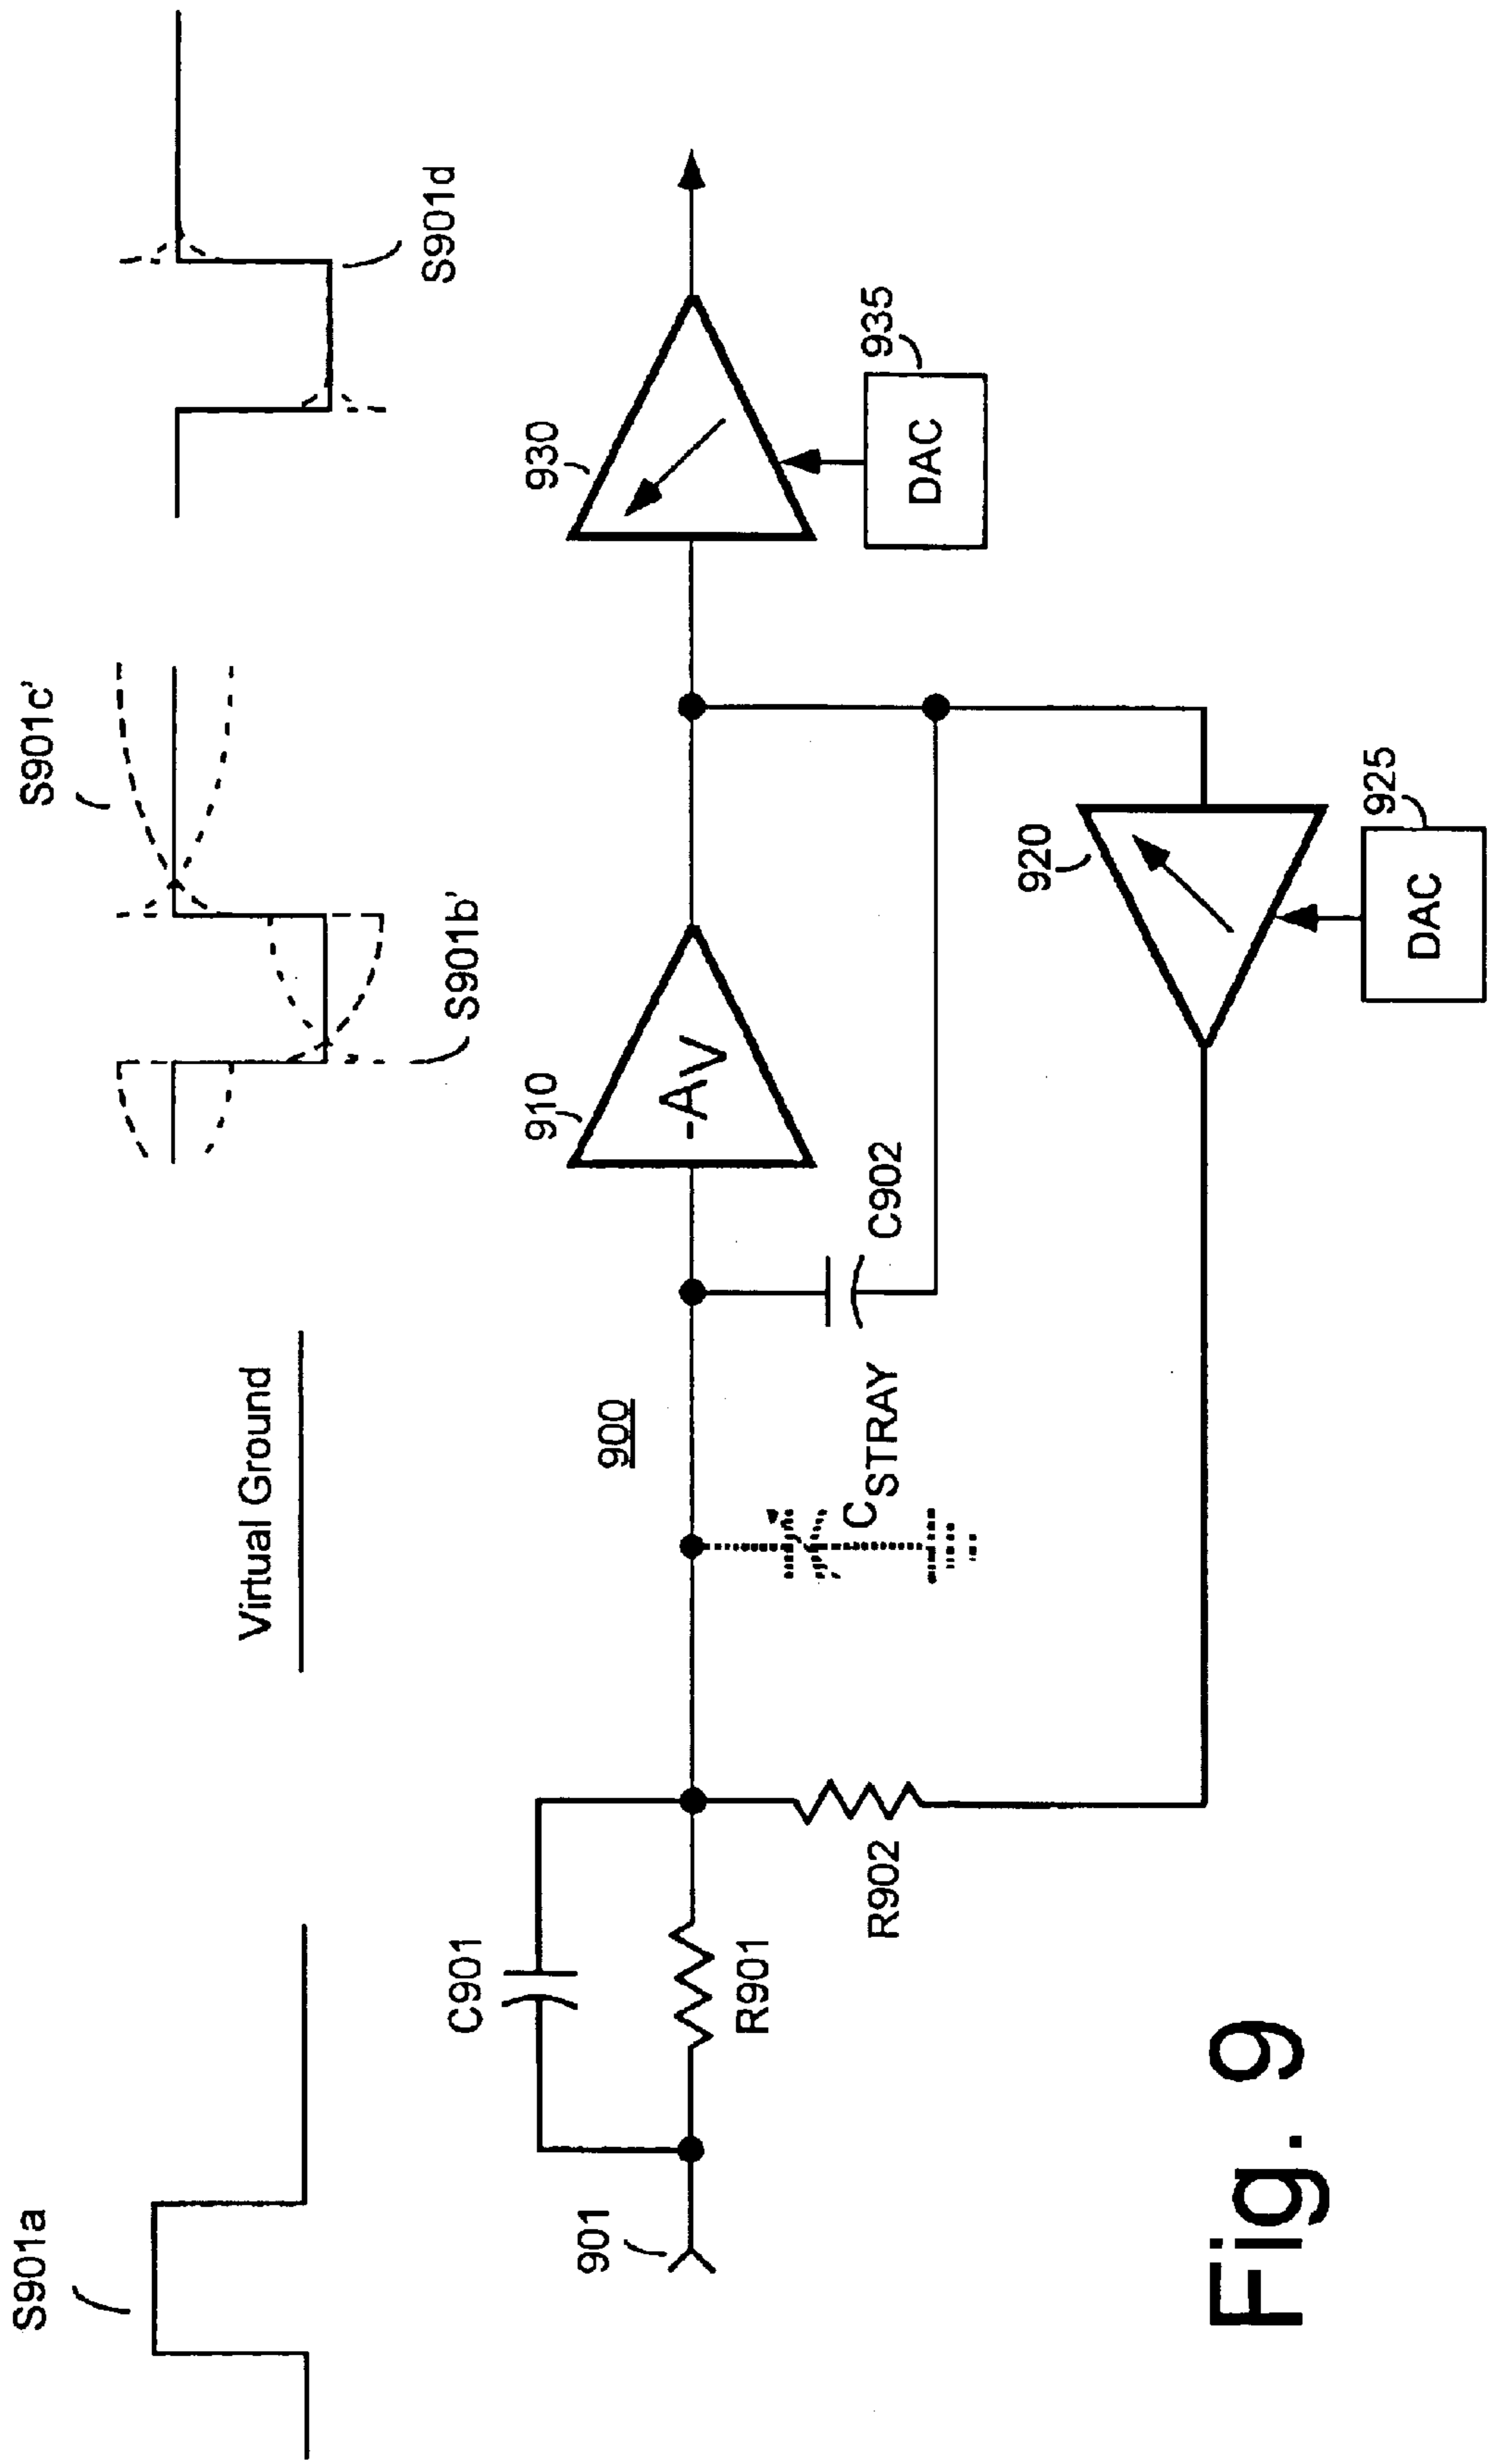 S901a
Virtual Ground
S901c'
S901b'
S901d
901
C901
R901
R902
900
CSTRAY
C902
910
-AV
920
DAC
925
930
DAC
935
Fig. 9